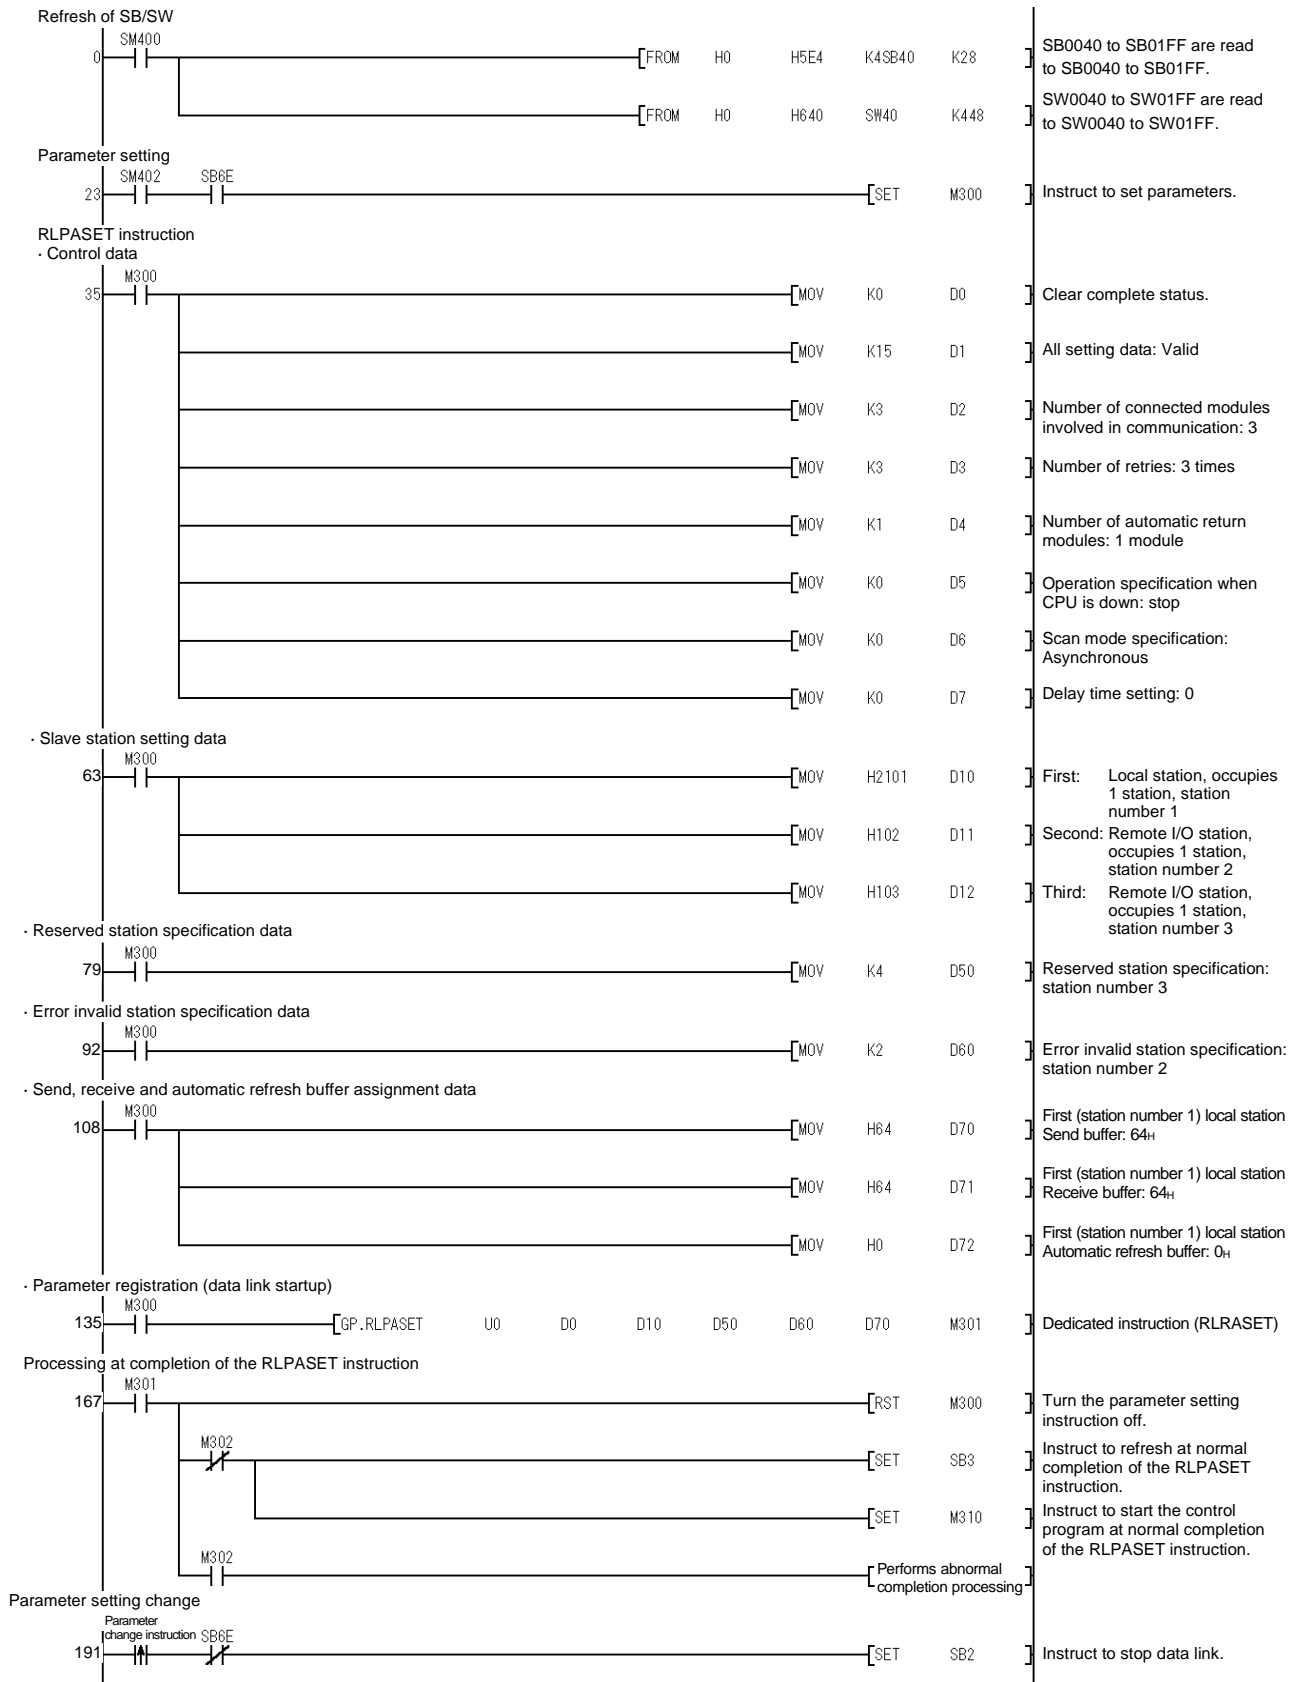 Refresh of SB/SW
SM400
0 FROM H0 H5E4 K4SB40 K28 SB0040 to SB01FF are read
to SB0040 to SB01FF.
FROM H0 H640 SW40 K448 SW0040 to SW01FF are read
to SW0040 to SW01FF.
Parameter setting
SM402 SB6E
23 SET M300 Instruct to set parameters.
RLPASET instruction
· Control data
M300
35 MOV K0 D0 Clear complete status.
MOV K15 D1 All setting data: Valid
MOV K3 D2 Number of connected modules
involved in communication: 3
MOV K3 D3 Number of retries: 3 times
MOV K1 D4 Number of automatic return
modules: 1 module
MOV K0 D5 Operation specification when
CPU is down: stop
MOV K0 D6 Scan mode specification:
Asynchronous
MOV K0 D7 Delay time setting: 0
· Slave station setting data
M300
63 MOV H2101 D10 First: Local station, occupies
1 station, station
number 1
MOV H102 D11 Second: Remote I/O station,
occupies 1 station,
station number 2
MOV H103 D12 Third: Remote I/O station,
occupies 1 station,
station number 3
· Reserved station specification data
M300
79 MOV K4 D50 Reserved station specification:
station number 3
· Error invalid station specification data
M300
92 MOV K2 D60 Error invalid station specification:
station number 2
· Send, receive and automatic refresh buffer assignment data
M300
108 MOV H64 D70 First (station number 1) local station
Send buffer: 64H
MOV H64 D71 First (station number 1) local station
Receive buffer: 64H
MOV H0 D72 First (station number 1) local station
Automatic refresh buffer: 0H
· Parameter registration (data link startup)
M300
135 GP.RLPASET U0 D0 D10 D50 D60 D70 M301 Dedicated instruction (RLRASET)
Processing at completion of the RLPASET instruction
M301
167 RST M300 Turn the parameter setting
instruction off.
M302
SET SB3 Instruct to refresh at normal
completion of the RLPASET
instruction.
SET M310 Instruct to start the control
program at normal completion
of the RLPASET instruction.
M302
Performs abnormal
completion processing
Parameter setting change
Parameter
change instruction SB6E
191 SET SB2 Instruct to stop data link.